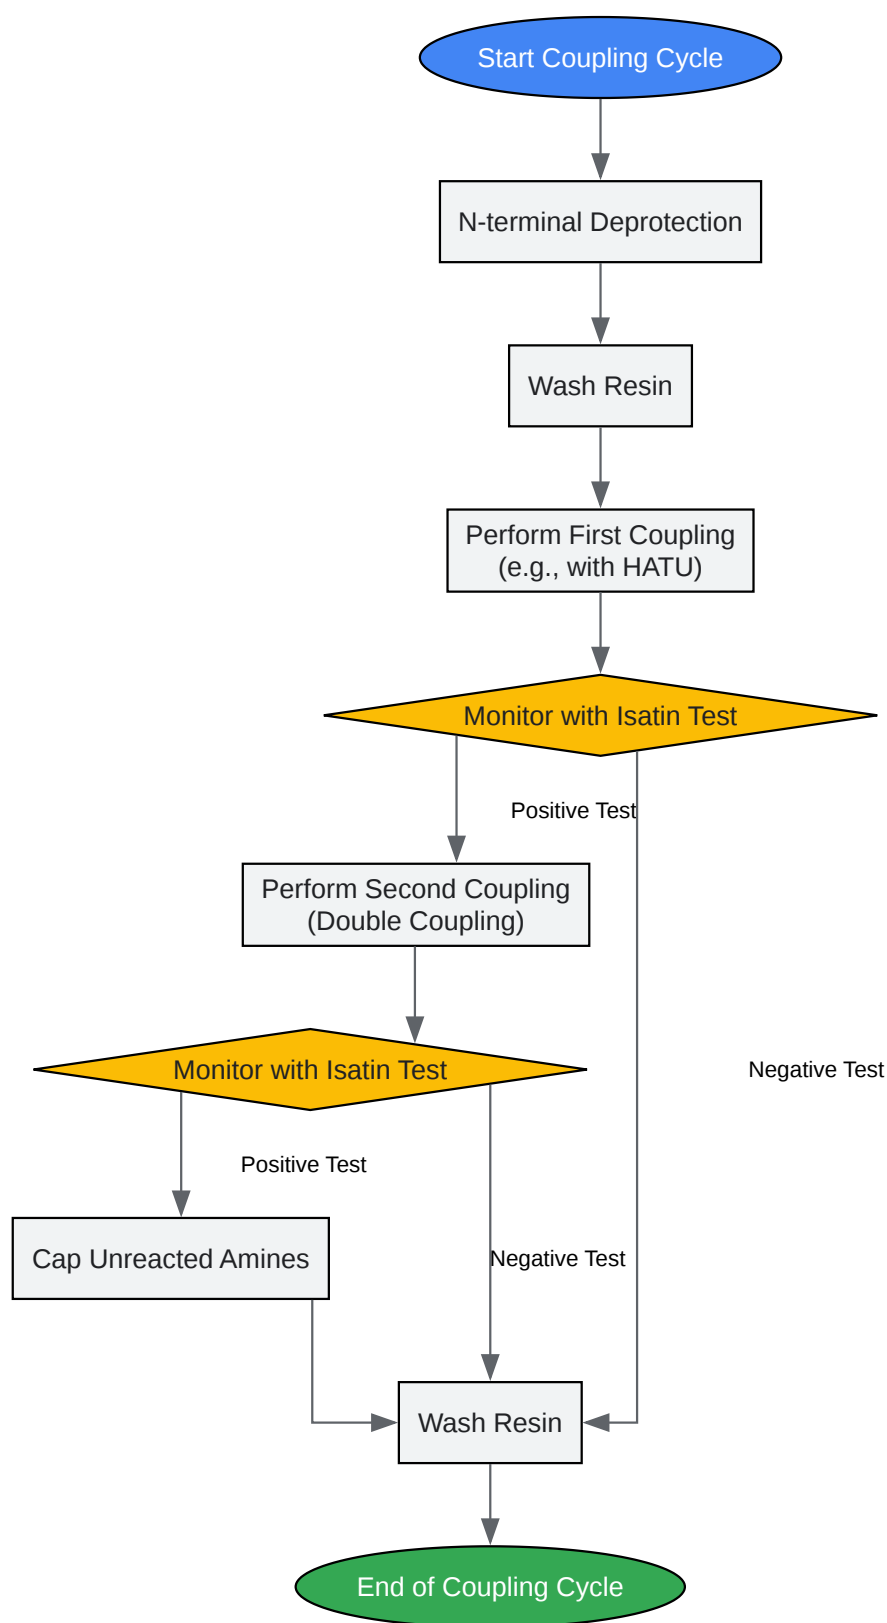 Start Coupling Cycle
N-terminal Deprotection
Wash Resin
Perform First Coupling
(e.g., with HATU)
Monitor with Isatin Test
Positive Test
Perform Second Coupling
(Double Coupling)
Monitor with Isatin Test
Negative Test
Positive Test
Cap Unreacted Amines
Negative Test
Wash Resin
End of Coupling Cycle